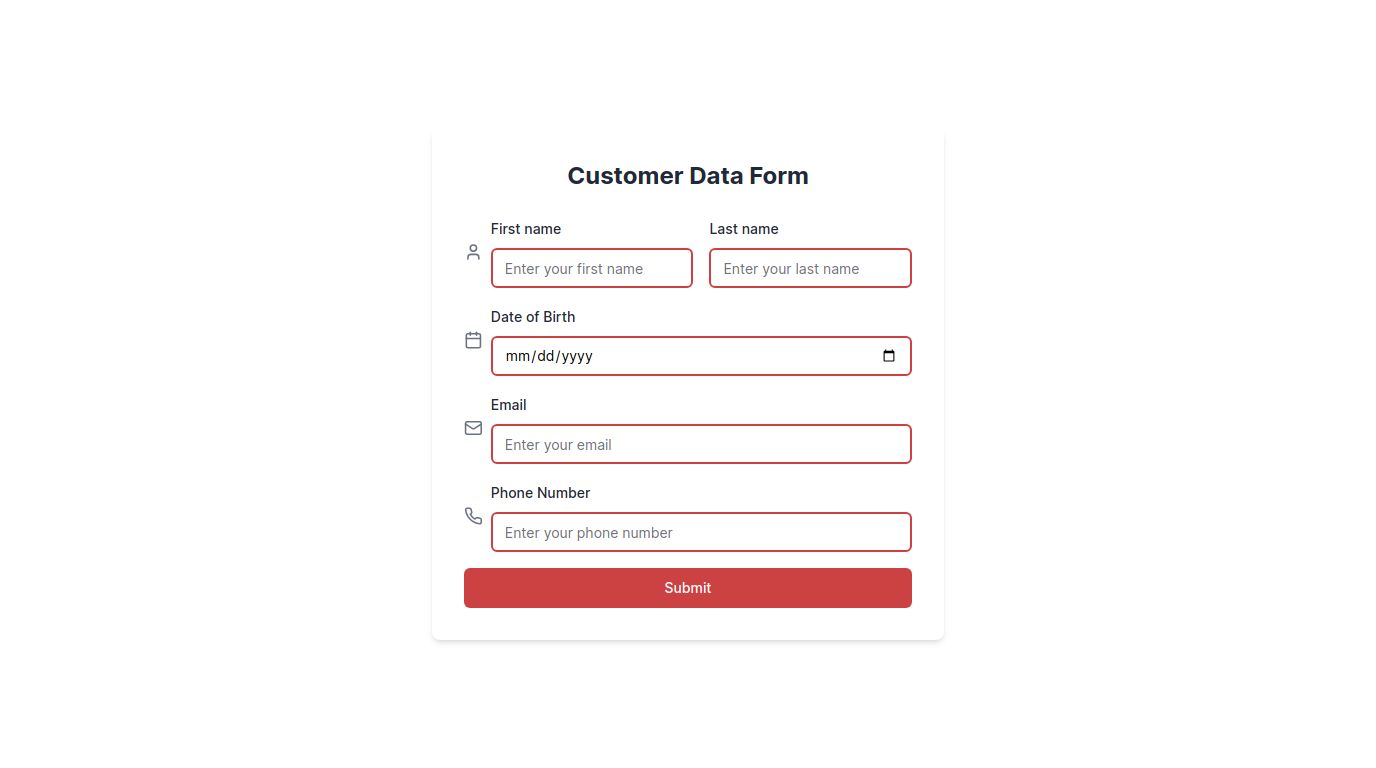 Customer Data Form
First name Last name
Enter your first name Enter your last name
Date of Birth
mm/dd/yyyy
Email
Enter your email
Phone Number
Enter your phone number
Submit